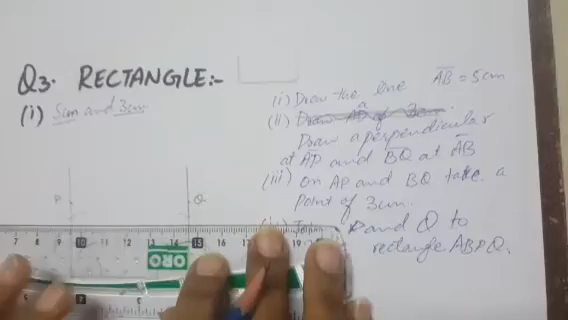 Q3. RECTANGLE:-
(i) 5cm and 3cm.
(i) Draw the line AB = 5cm
(ii) Draw a AD of 3cm.
Draw a perpendicular
at AP and BQ at AB
(iii) On AP and BQ take a
point of 3cm.
P and Q to
rectangle ABPQ.
P
Q
7 8 9 10 11 12 13 14 15 16 17 18 19
ORO